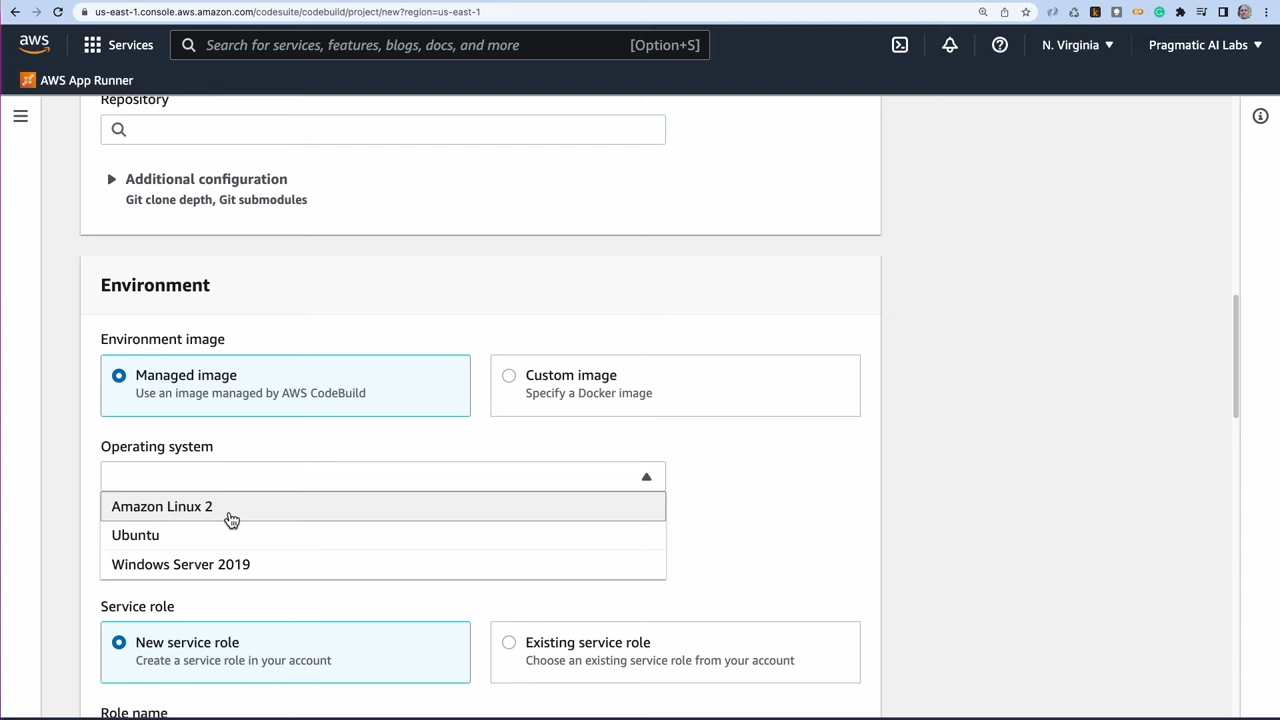 us-east-1.console.aws.amazon.com/codesuite/codebuild/project/new?region=us-east-1
aws
Services
Search for services, features, blogs, docs, and more
[Option+S]
N. Virginia
Pragmatic AI Labs
AWS App Runner
Repository
Additional configuration
Git clone depth, Git submodules
Environment
Environment image
Managed image
Use an image managed by AWS CodeBuild
Custom image
Specify a Docker image
Operating system
Amazon Linux 2
Ubuntu
Windows Server 2019
Service role
New service role
Create a service role in your account
Existing service role
Choose an existing service role from your account
Role name